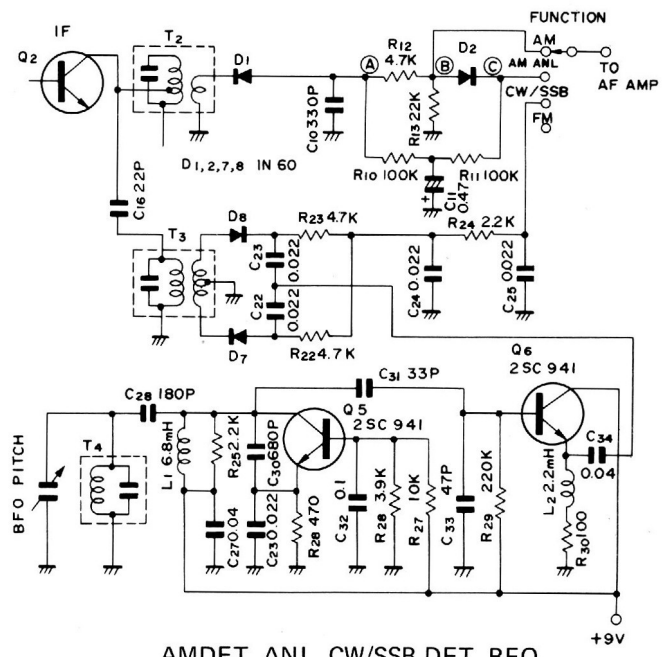 FUNCTION
Q2
IF
T2
D1
R12
4.7K
D2
AM
AM ANL
TO
AF AMP
A
B
C
CW/SSB
FM
C10 330P
R13 22K
D1,2,7,8 IN 60
R10 100K
R11 100K
C11
0.47
+
C16 22P
D8
R23 4.7K
R24 2.2K
T3
C23
0.022
C22
0.022
C24 0.022
C25 0.022
D7
R22 4.7K
Q6
2SC 941
C28 180P
C31 33P
Q5
2SC 941
C34
0.04
T4
BFO PITCH
L1 6.8mH
R25 2.2K
C30 680P
C27 0.04
C23 0.022
R28 470
C32 0.1
R28 3.9K
R27 10K
C33 47P
R29 220K
L2 2.2mH
R30 100
+9V
AMDET, ANL, CW/SSB DET, BFO